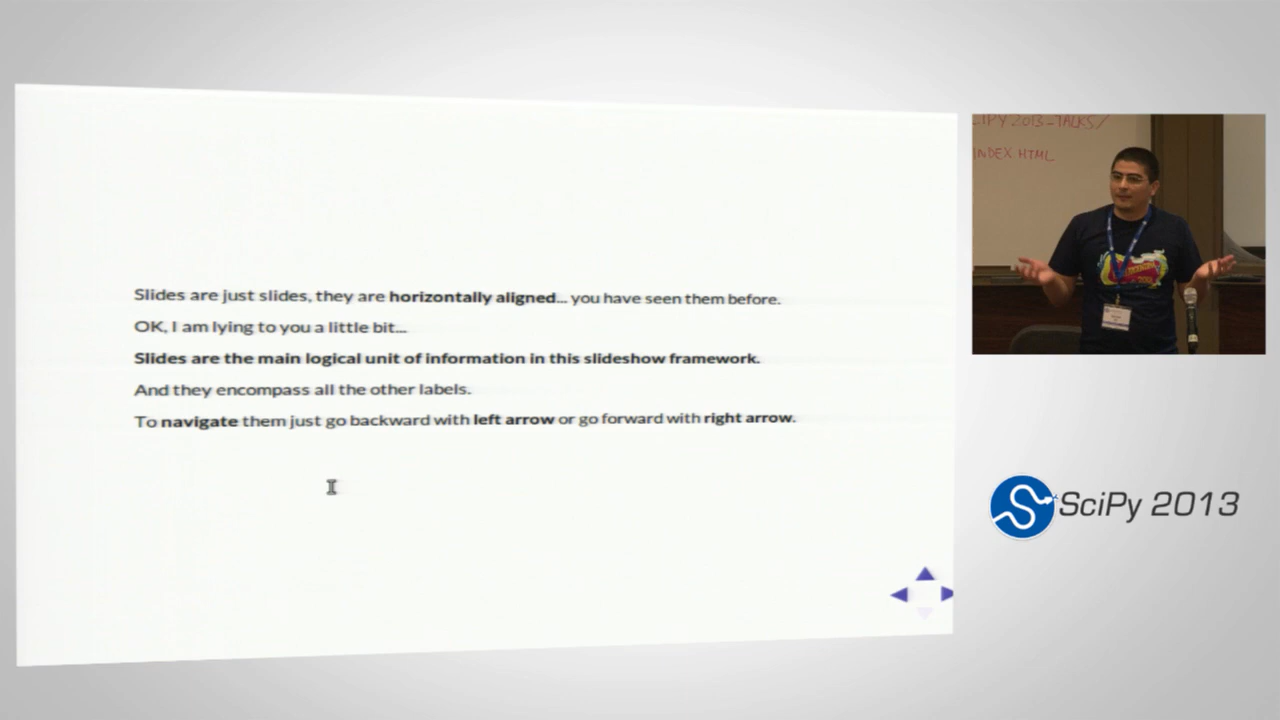 Slides are just slides, they are horizontally aligned... you have seen them before.
OK, I am lying to you a little bit...
Slides are the main logical unit of information in this slideshow framework.
And they encompass all the other labels.
To navigate them just go backward with left arrow or go forward with right arrow.
IPY 2013-TALKS/
INDEX HTML
SciPy 2013